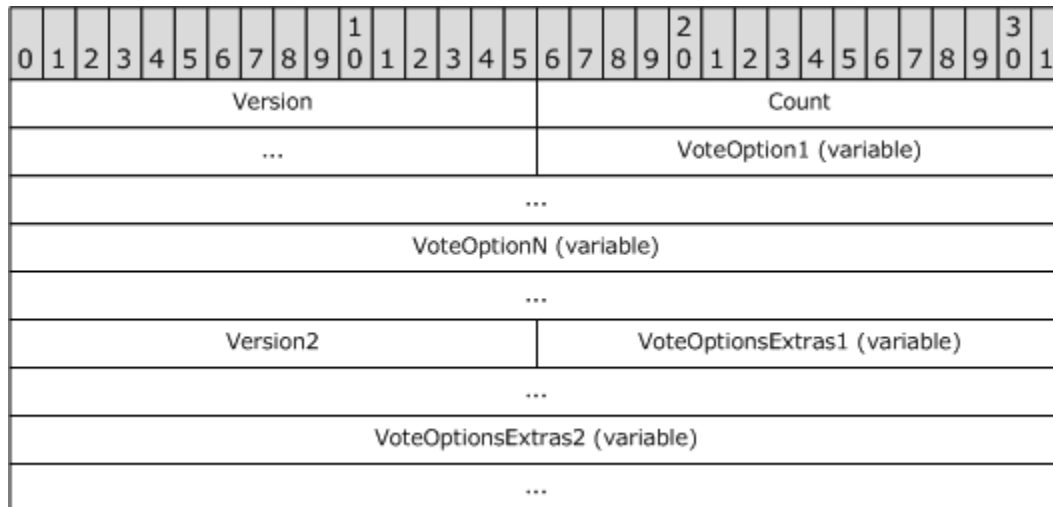 1 2 3
0 1 2 3 4 5 6 7 8 9 0 1 2 3 4 5 6 7 8 9 0 1 2 3 4 5 6 7 8 9 0 1
Version Count
... VoteOption1 (variable)
...
VoteOptionN (variable)
...
Version2 VoteOptionsExtras1 (variable)
...
VoteOptionsExtras2 (variable)
...